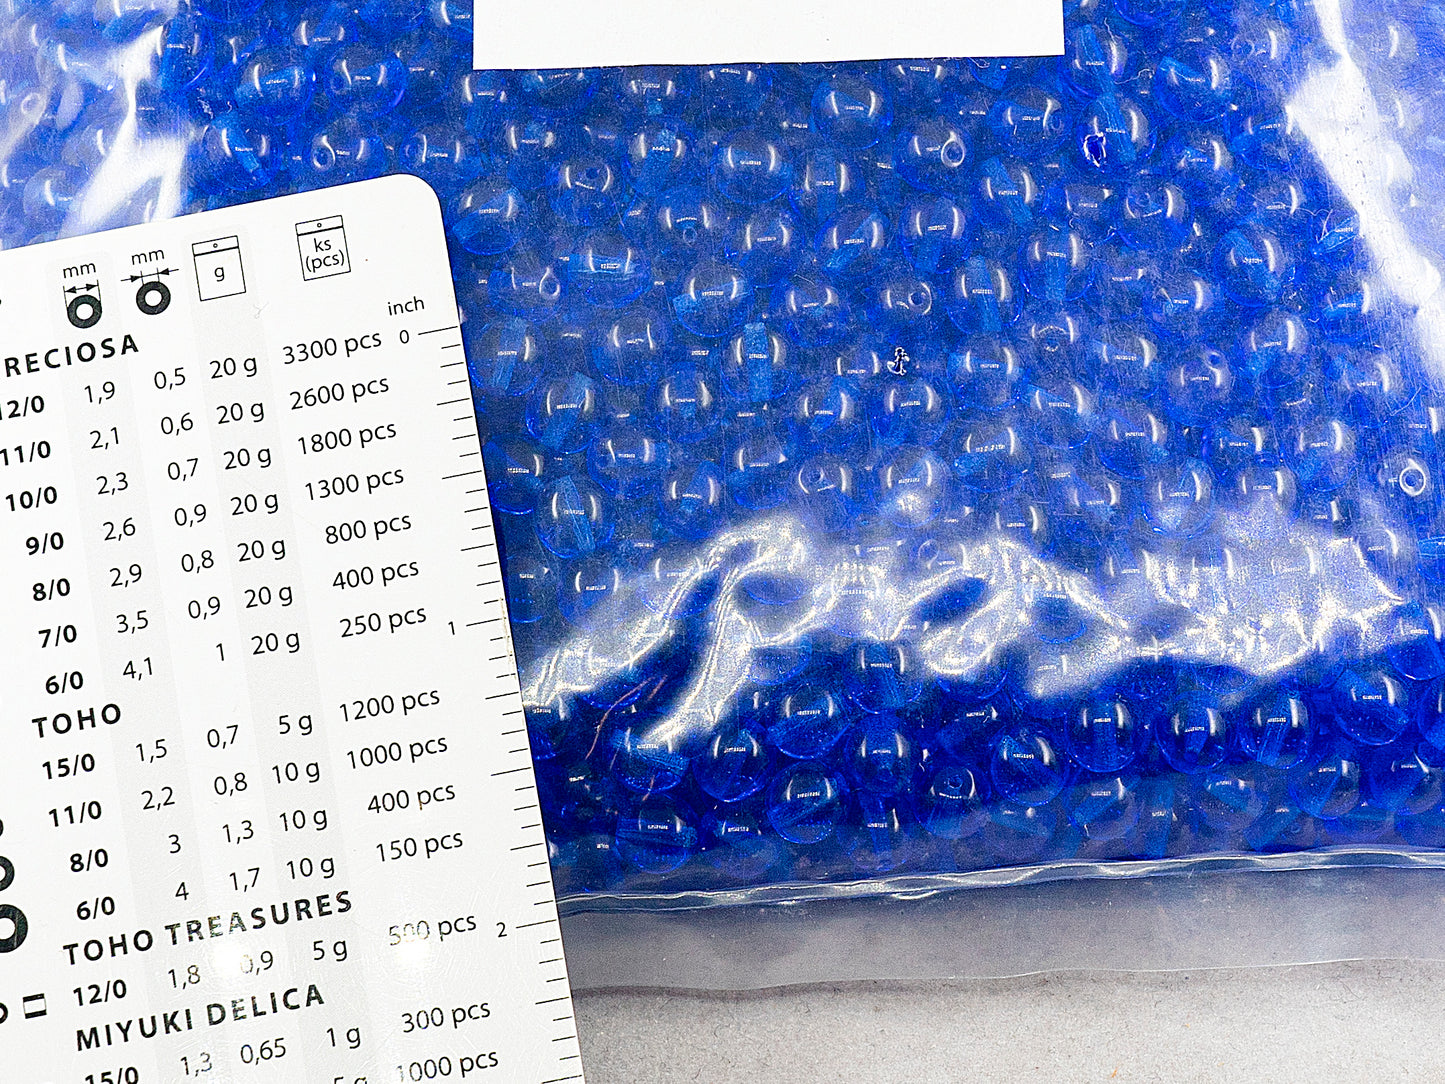 mm mm g ks (pcs)
inch
0
RECIOSA
12/0 1,9 0,5 20 g 3300 pcs
11/0 2,1 0,6 20 g 2600 pcs
10/0 2,3 0,7 20 g 1800 pcs
9/0 2,6 0,9 20 g 1300 pcs
8/0 2,9 0,8 20 g 800 pcs
7/0 3,5 0,9 20 g 400 pcs
6/0 4,1 1 20 g 250 pcs
1
TOHO
15/0 1,5 0,7 5 g 1200 pcs
11/0 2,2 0,8 10 g 1000 pcs
8/0 3 1,3 10 g 400 pcs
6/0 4 1,7 10 g 150 pcs
TOHO TREASURES
12/0 1,8 0,9 5 g 500 pcs
2
MIYUKI DELICA
15/0 1,3 0,65 1 g 300 pcs
5 g 1000 pcs